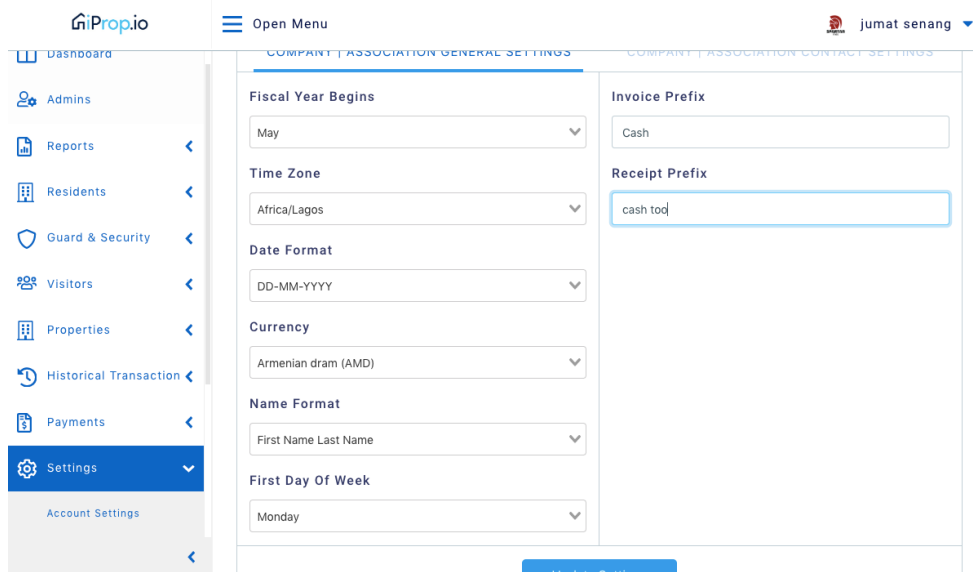 GiProp.io
Open Menu
jumat senang
Dashboard
Admins
Reports
Residents
Guard & Security
Visitors
Properties
Historical Transaction
Payments
Settings
Account Settings
COMPANY | ASSOCIATION GENERAL SETTINGS
COMPANY | ASSOCIATION CONTACT SETTINGS
Fiscal Year Begins
May
Time Zone
Africa/Lagos
Date Format
DD-MM-YYYY
Currency
Armenian dram (AMD)
Name Format
First Name Last Name
First Day Of Week
Monday
Invoice Prefix
Cash
Receipt Prefix
cash too